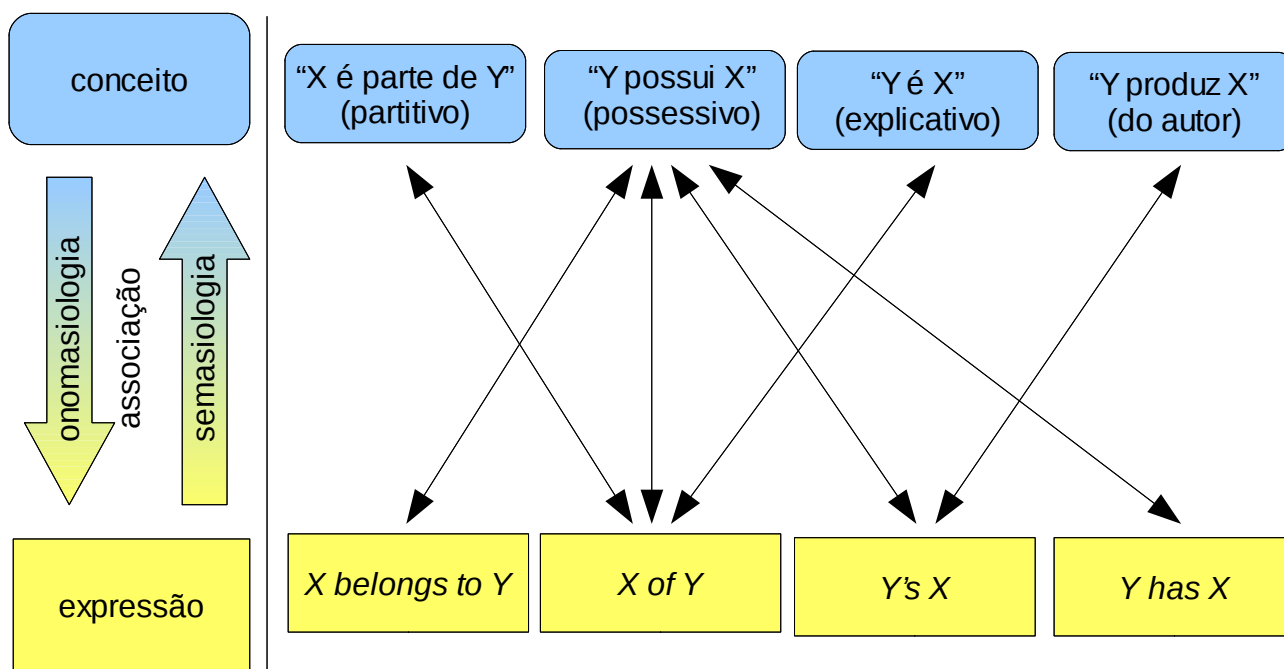 conceito
onomasiologia
associação
semasiologia
expressão
“X é parte de Y”
(partitivo)
“Y possui X”
(possessivo)
“Y é X”
(explicativo)
“Y produz X”
(do autor)
X belongs to Y
X of Y
Y’s X
Y has X